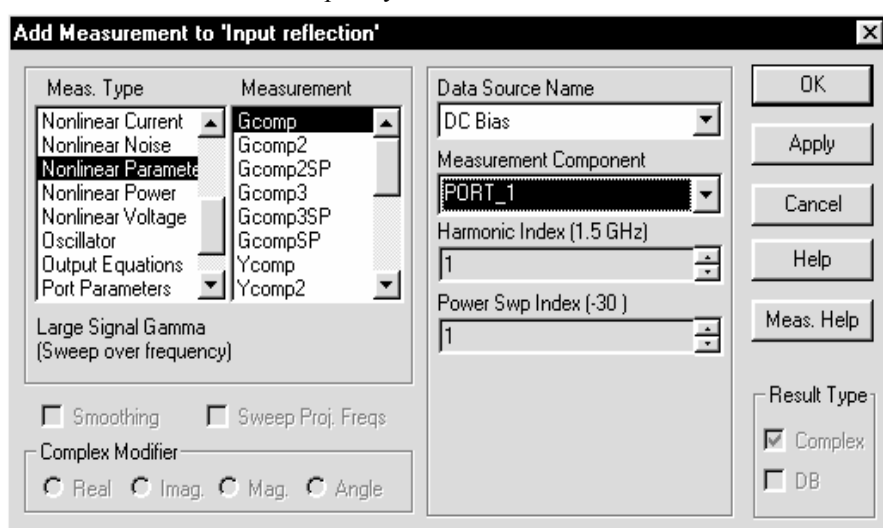 Add Measurement to 'Input reflection'
Meas. Type
Measurement
Nonlinear Current
Nonlinear Noise
Nonlinear Paramete
Nonlinear Power
Nonlinear Voltage
Oscillator
Output Equations
Port Parameters
Gcomp
Gcomp2
Gcomp2SP
Gcomp3
Gcomp3SP
GcompSP
Ycomp
Ycomp2
Large Signal Gamma
(Sweep over frequency)
Smoothing
Sweep Proj. Freqs
Complex Modifier
Real
Imag.
Mag.
Angle
Data Source Name
DC Bias
Measurement Component
PORT_1
Harmonic Index (1.5 GHz)
1
Power Swp Index (-30 )
1
OK
Apply
Cancel
Help
Meas. Help
Result Type
Complex
DB